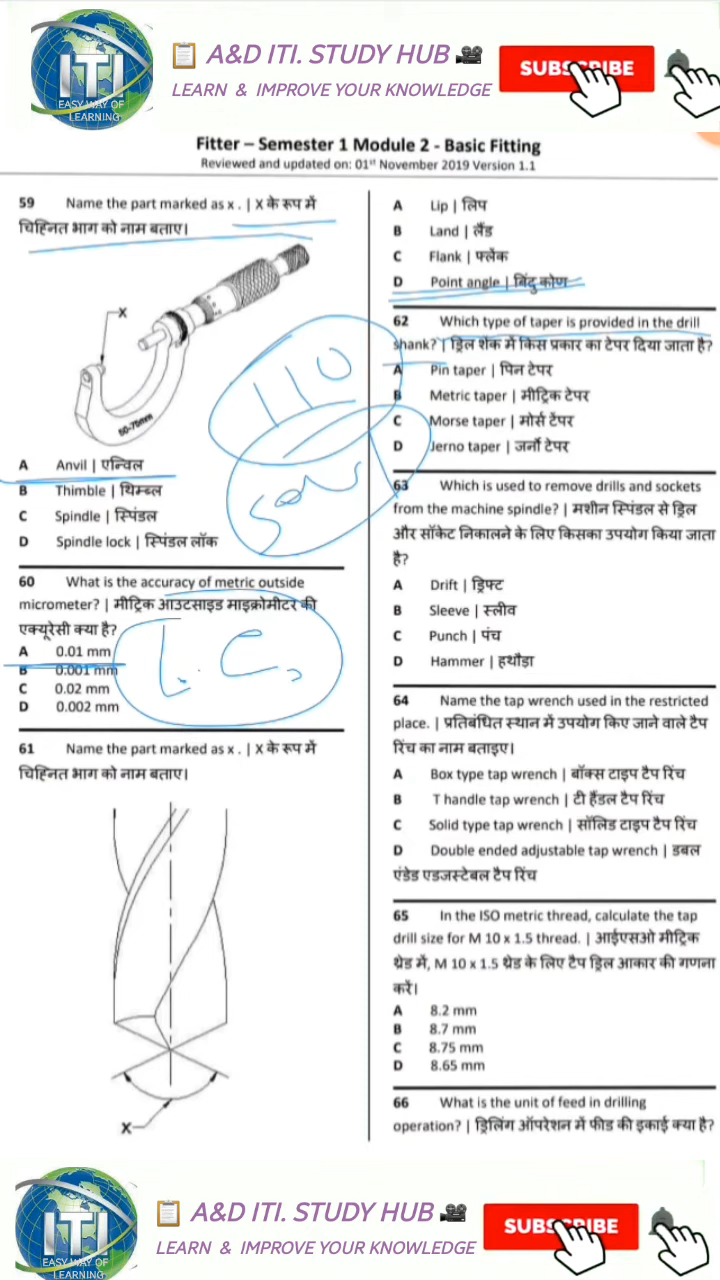 ITI
EASY WAY OF
LEARNING
📋 A&D ITI. STUDY HUB 🎥
LEARN & IMPROVE YOUR KNOWLEDGE
SUBSCRIBE
Fitter – Semester 1 Module 2 - Basic Fitting
Reviewed and updated on: 01st November 2019 Version 1.1
59 Name the part marked as x . | X के रूप में
चिह्नित भाग को नाम बताए।
X
50-75mm
A Anvil | एन्विल
B Thimble | थिम्ब्ल
C Spindle | स्पिंडल
D Spindle lock | स्पिंडल लॉक
60 What is the accuracy of metric outside
micrometer? | मीट्रिक आउटसाइड माइक्रोमीटर की
एक्यूरेसी क्या है?
A 0.01 mm
B 0.001 mm
C 0.02 mm
D 0.002 mm
L.C,
61 Name the part marked as x . | X के रूप में
चिह्नित भाग को नाम बताए।
X
110
A Lip | लिप
B Land | लैंड
C Flank | फ्लैंक
D Point angle | बिंदु कोण
62 Which type of taper is provided in the drill
shank? | ड्रिल शैंक में किस प्रकार का टेपर दिया जाता है?
A Pin taper | पिन टेपर
B Metric taper | मीट्रिक टेपर
C Morse taper | मोर्स टेंपर
D Jerno taper | जर्नो टेपर
63 Which is used to remove drills and sockets
from the machine spindle? | मशीन स्पिंडल से ड्रिल
और सॉकेट निकालने के लिए किसका उपयोग किया जाता
है?
A Drift | ड्रिफ्ट
B Sleeve | स्लीव
C Punch | पंच
D Hammer | हथौड़ा
64 Name the tap wrench used in the restricted
place. | प्रतिबंधित स्थान में उपयोग किए जाने वाले टैप
रिंच का नाम बताइए।
A Box type tap wrench | बॉक्स टाइप टैप रिंच
B T handle tap wrench | टी हैंडल टैप रिंच
C Solid type tap wrench | सॉलिड टाइप टैप रिंच
D Double ended adjustable tap wrench | डबल
एंडेड एडजस्टेबल टैप रिंच
65 In the ISO metric thread, calculate the tap
drill size for M 10 x 1.5 thread. | आईएसओ मीट्रिक
थ्रेड में, M 10 x 1.5 थ्रेड के लिए टैप ड्रिल आकार की गणना
करें।
A 8.2 mm
B 8.7 mm
C 8.75 mm
D 8.65 mm
66 What is the unit of feed in drilling
operation? | ड्रिलिंग ऑपरेशन में फीड की इकाई क्या है?
ITI
EASY WAY OF
LEARNING
📋 A&D ITI. STUDY HUB 🎥
LEARN & IMPROVE YOUR KNOWLEDGE
SUBSCRIBE